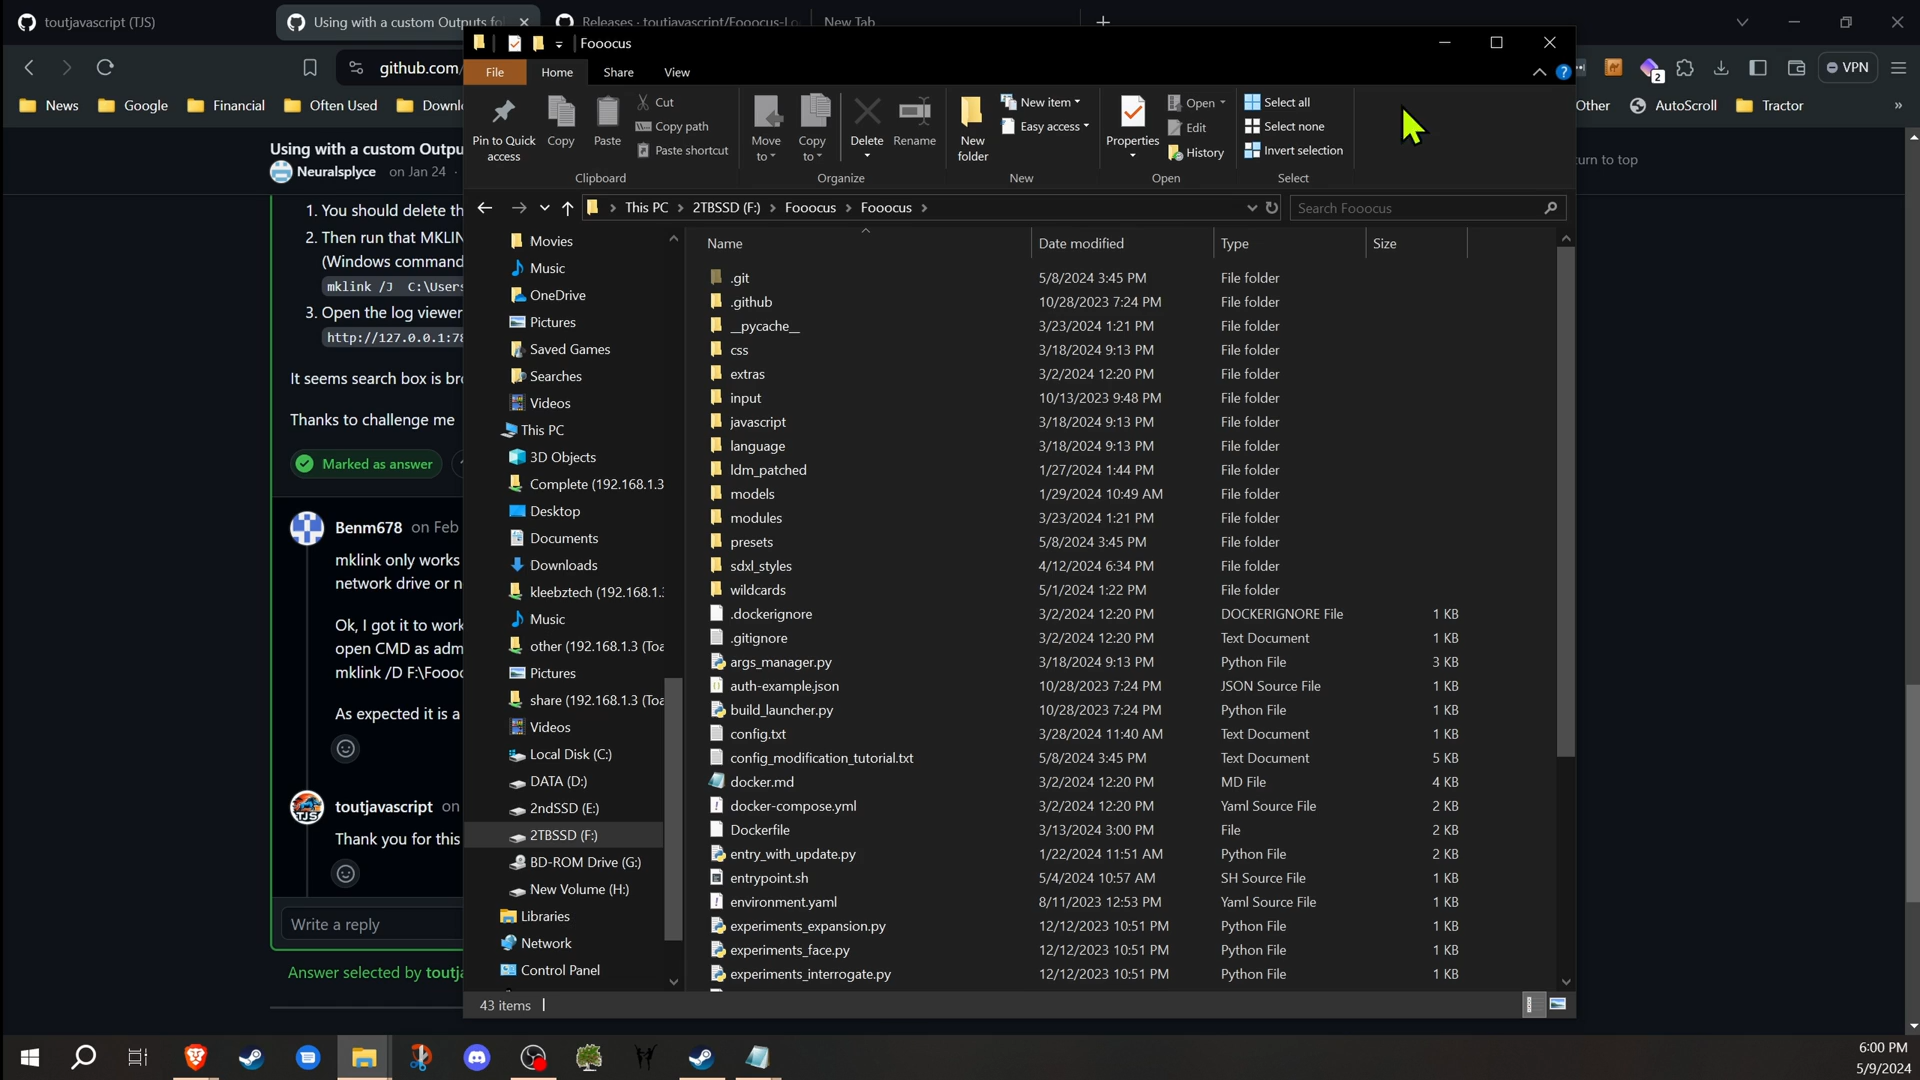 toutjavascript (TJS)
Using with a custom Outputs fo
Releases · toutjavascript/Fooocus-Lo
New Tab
github.com/
VPN
News
Google
Financial
Often Used
Downl
Other
AutoScroll
Tractor
»
Using with a custom Outpu
Neuralsplyce on Jan 24 ·
urn to top
1. You should delete th
2. Then run that MKLIN
(Windows command
mklink /J C:\Users
3. Open the log viewer
http://127.0.0.1:78
It seems search box is bro
Thanks to challenge me
Marked as answer
Benm678 on Feb
mklink only works
network drive or n
Ok, I got it to work
open CMD as adm
mklink /D F:\Foooc
As expected it is a
toutjavascript on
Thank you for this
Write a reply
Answer selected by toutja
Fooocus
File
Home
Share
View
Pin to Quick access
Copy
Paste
Cut
Copy path
Paste shortcut
Clipboard
Move to
Copy to
Delete
Rename
Organize
New folder
New item
Easy access
New
Properties
Open
Edit
History
Open
Select all
Select none
Invert selection
Select
This PC > 2TBSSD (F:) > Fooocus > Fooocus >
Search Fooocus
Movies
Music
OneDrive
Pictures
Saved Games
Searches
Videos
This PC
3D Objects
Complete (192.168.1.3
Desktop
Documents
Downloads
kleebztech (192.168.1.3
Music
other (192.168.1.3 (Toa
Pictures
share (192.168.1.3 (Toa
Videos
Local Disk (C:)
DATA (D:)
2ndSSD (E:)
2TBSSD (F:)
BD-ROM Drive (G:)
New Volume (H:)
Libraries
Network
Control Panel
Name Date modified Type Size
.git 5/8/2024 3:45 PM File folder
.github 10/28/2023 7:24 PM File folder
__pycache__ 3/23/2024 1:21 PM File folder
css 3/18/2024 9:13 PM File folder
extras 3/2/2024 12:20 PM File folder
input 10/13/2023 9:48 PM File folder
javascript 3/18/2024 9:13 PM File folder
language 3/18/2024 9:13 PM File folder
ldm_patched 1/27/2024 1:44 PM File folder
models 1/29/2024 10:49 AM File folder
modules 3/23/2024 1:21 PM File folder
presets 5/8/2024 3:45 PM File folder
sdxl_styles 4/12/2024 6:34 PM File folder
wildcards 5/1/2024 1:22 PM File folder
.dockerignore 3/2/2024 12:20 PM DOCKERIGNORE File 1 KB
.gitignore 3/2/2024 12:20 PM Text Document 1 KB
args_manager.py 3/18/2024 9:13 PM Python File 3 KB
auth-example.json 10/28/2023 7:24 PM JSON Source File 1 KB
build_launcher.py 10/28/2023 7:24 PM Python File 1 KB
config.txt 3/28/2024 11:40 AM Text Document 1 KB
config_modification_tutorial.txt 5/8/2024 3:45 PM Text Document 5 KB
docker.md 3/2/2024 12:20 PM MD File 4 KB
docker-compose.yml 3/2/2024 12:20 PM Yaml Source File 2 KB
Dockerfile 3/13/2024 3:00 PM File 2 KB
entry_with_update.py 1/22/2024 11:51 AM Python File 2 KB
entrypoint.sh 5/4/2024 10:57 AM SH Source File 1 KB
environment.yaml 8/11/2023 12:53 PM Yaml Source File 1 KB
experiments_expansion.py 12/12/2023 10:51 PM Python File 1 KB
experiments_face.py 12/12/2023 10:51 PM Python File 1 KB
experiments_interrogate.py 12/12/2023 10:51 PM Python File 1 KB
43 items
6:00 PM
5/9/2024